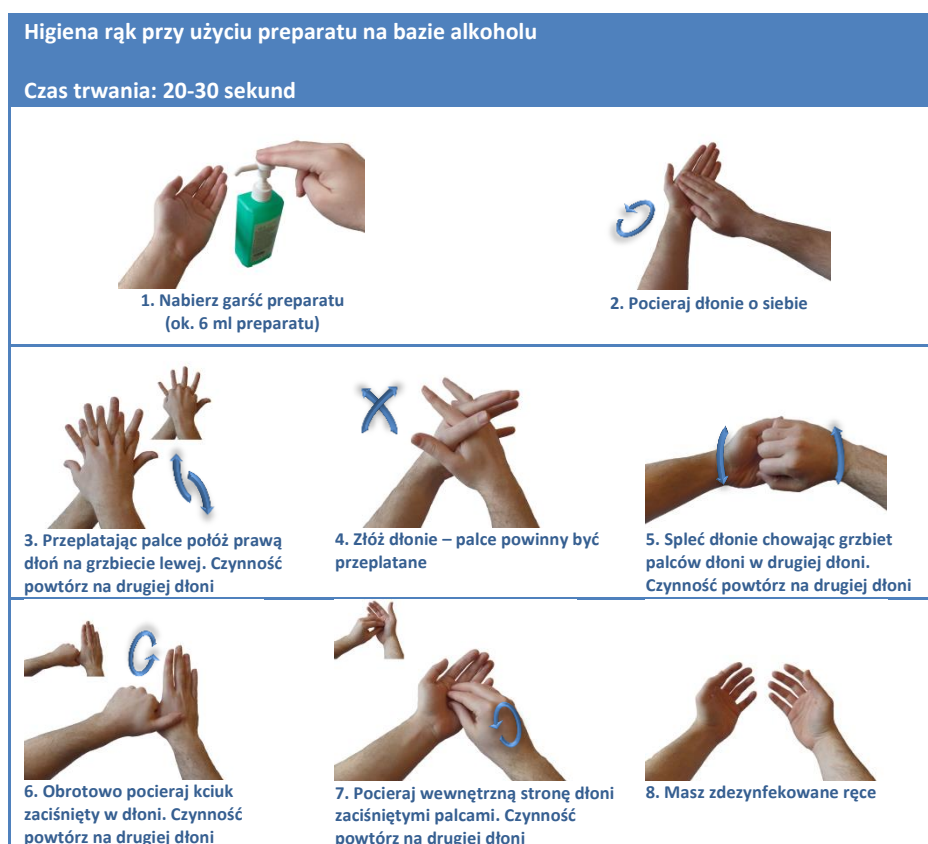 Higiena rąk przy użyciu preparatu na bazie alkoholu
Czas trwania: 20-30 sekund
1. Nabierz garść preparatu
(ok. 6 ml preparatu)
2. Pocieraj dłonie o siebie
3. Przeplatając palce połóż prawą
dłoń na grzbiecie lewej. Czynność
powtórz na drugiej dłoni
4. Złóż dłonie – palce powinny być
przeplatane
5. Spleć dłonie chowając grzbiet
palców dłoni w drugiej dłoni.
Czynność powtórz na drugiej dłoni
6. Obrotowo pocieraj kciuk
zaciśnięty w dłoni. Czynność
powtórz na drugiej dłoni
7. Pocieraj wewnętrzną stronę dłoni
zaciśniętymi palcami. Czynność
powtórz na drugiej dłoni
8. Masz zdezynfekowane ręce